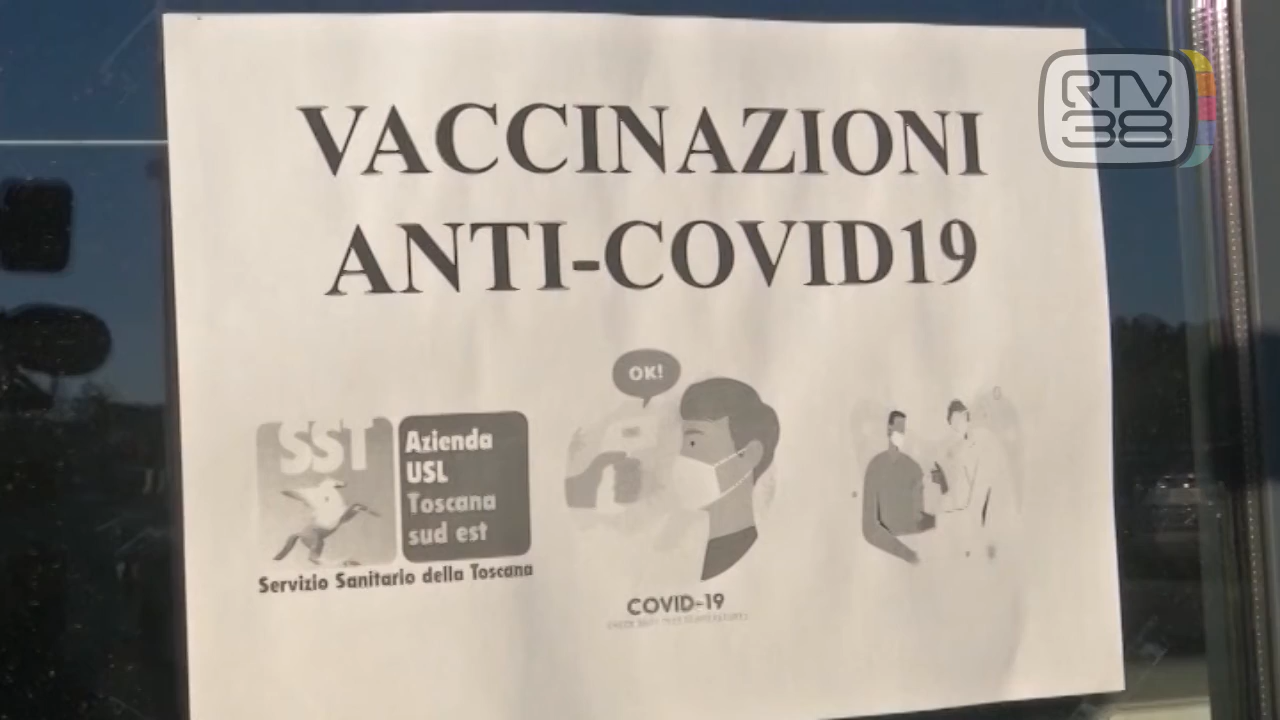 RTV
38
VACCINAZIONI
ANTI-COVID19
OK!
SST
Azienda
USL
Toscana
sud est
Servizio Sanitario della Toscana
COVID-19